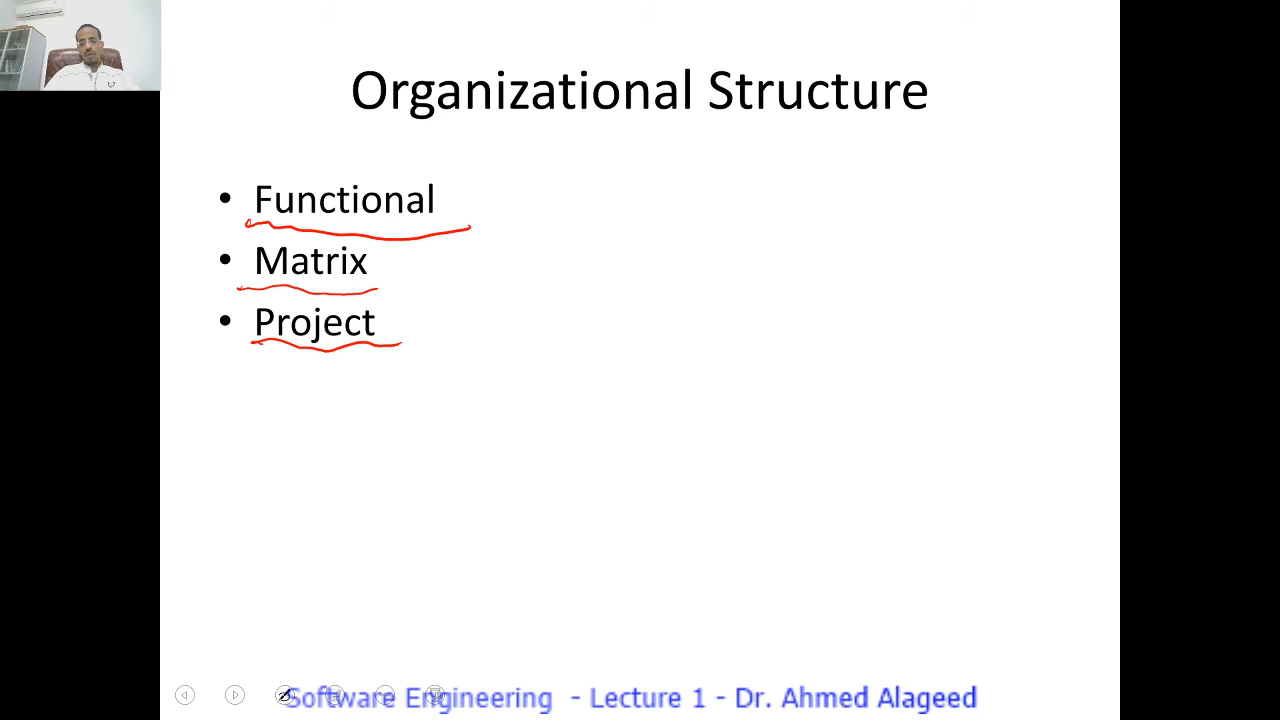 Organizational Structure
• Functional
• Matrix
• Project
Software Engineering - Lecture 1 - Dr. Ahmed Alageed